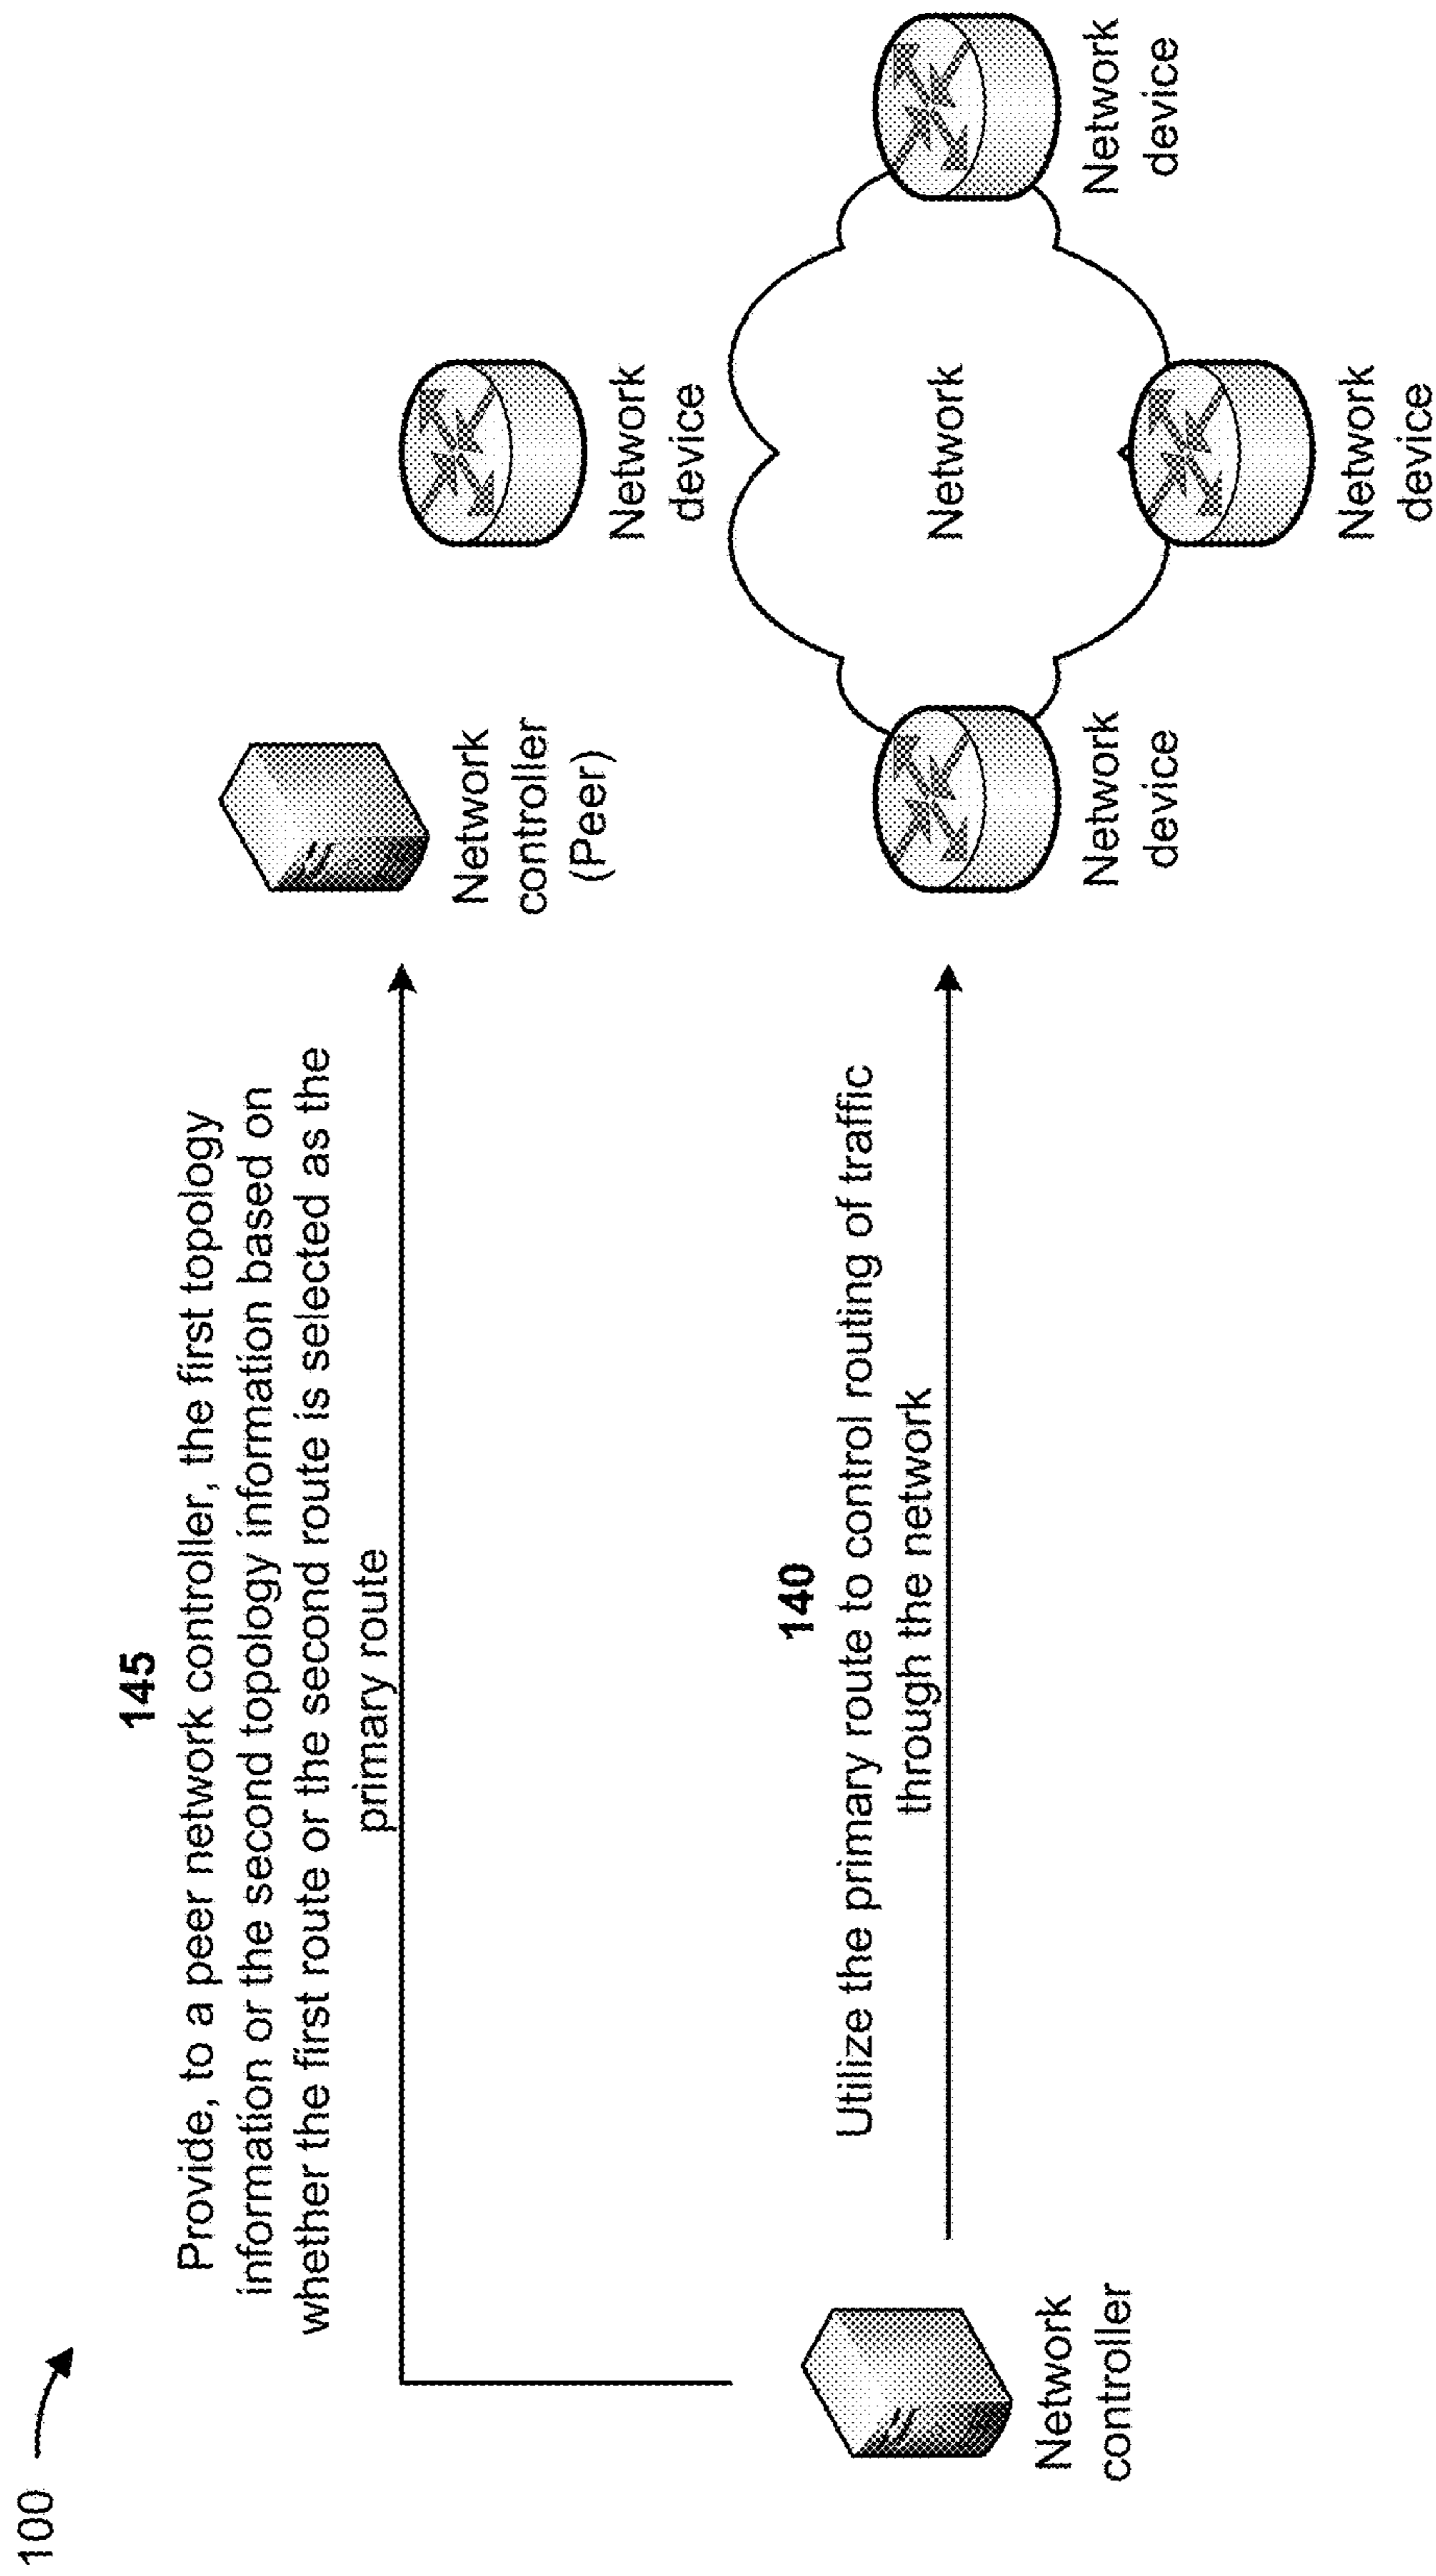 100
145
Provide, to a peer network controller, the first topology
information or the second topology information based on
whether the first route or the second route is selected as the
primary route
Network
controller
(Peer)
Network
device
140
Utilize the primary route to control routing of traffic
through the network
Network
controller
Network
device
Network
Network
device
Network
device